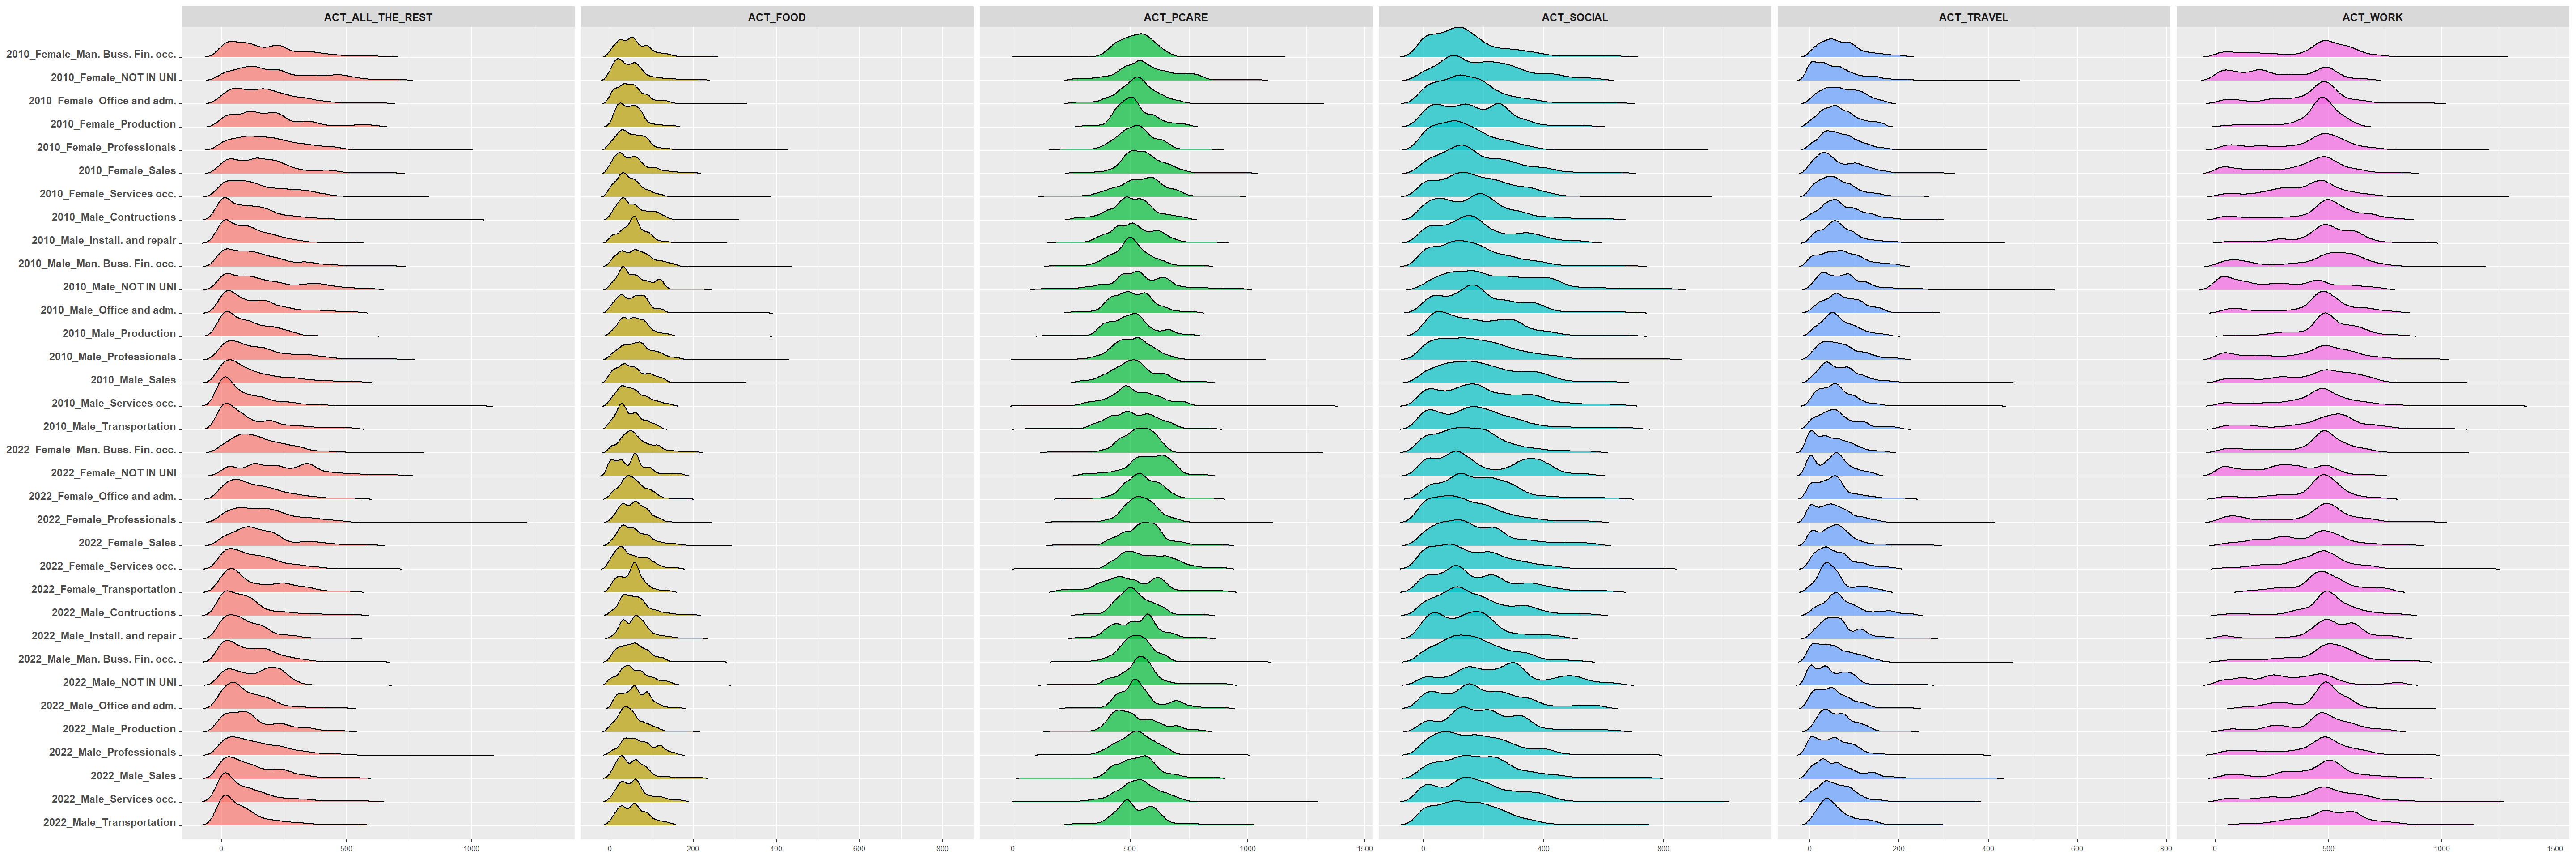 ACT_ALL_THE_REST
ACT_FOOD
ACT_PCARE
ACT_SOCIAL
ACT_TRAVEL
ACT_WORK
2010_Female_Man. Buss. Fin. occ.
2010_Female_NOT IN UNI
2010_Female_Office and adm.
2010_Female_Production
2010_Female_Professionals
2010_Female_Sales
2010_Female_Services occ.
2010_Male_Contructions
2010_Male_Install. and repair
2010_Male_Man. Buss. Fin. occ.
2010_Male_NOT IN UNI
2010_Male_Office and adm.
2010_Male_Production
2010_Male_Professionals
2010_Male_Sales
2010_Male_Services occ.
2010_Male_Transportation
2022_Female_Man. Buss. Fin. occ.
2022_Female_NOT IN UNI
2022_Female_Office and adm.
2022_Female_Professionals
2022_Female_Sales
2022_Female_Services occ.
2022_Female_Transportation
2022_Male_Contructions
2022_Male_Install. and repair
2022_Male_Man. Buss. Fin. occ.
2022_Male_NOT IN UNI
2022_Male_Office and adm.
2022_Male_Production
2022_Male_Professionals
2022_Male_Sales
2022_Male_Services occ.
2022_Male_Transportation
0 500 1000
0 200 400 600 800
0 500 1000 1500
0 400 800
0 200 400 600 800
0 500 1000 1500